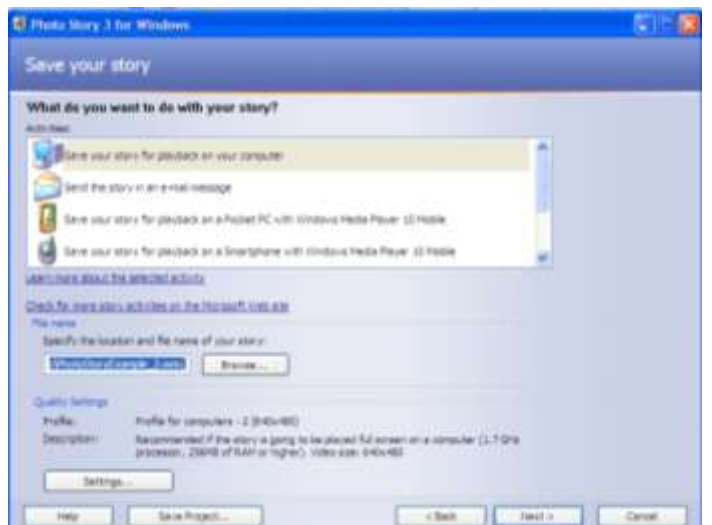 Photo Story 3 for Windows
Save your story
What do you want to do with your story?
Activities:
Save your story for playback on your computer
Send the story in an e-mail message
Save your story for playback on a Pocket PC with Windows Media Player 10 Mobile
Save your story for playback on a Smartphone with Windows Media Player 10 Mobile
Learn more about the selected activity
Check for more story activities on the Microsoft Web site
File name
Specify the location and file name of your story:
Browse...
Quality Settings
Profile: Profile for computers - 2 (640x480)
Description: Recommended if the story is going to be played full screen on a computer (1.7 GHz
processor, 256MB of RAM or higher). Video size: 640x480
Settings...
Help Save Project... < Back Next > Cancel